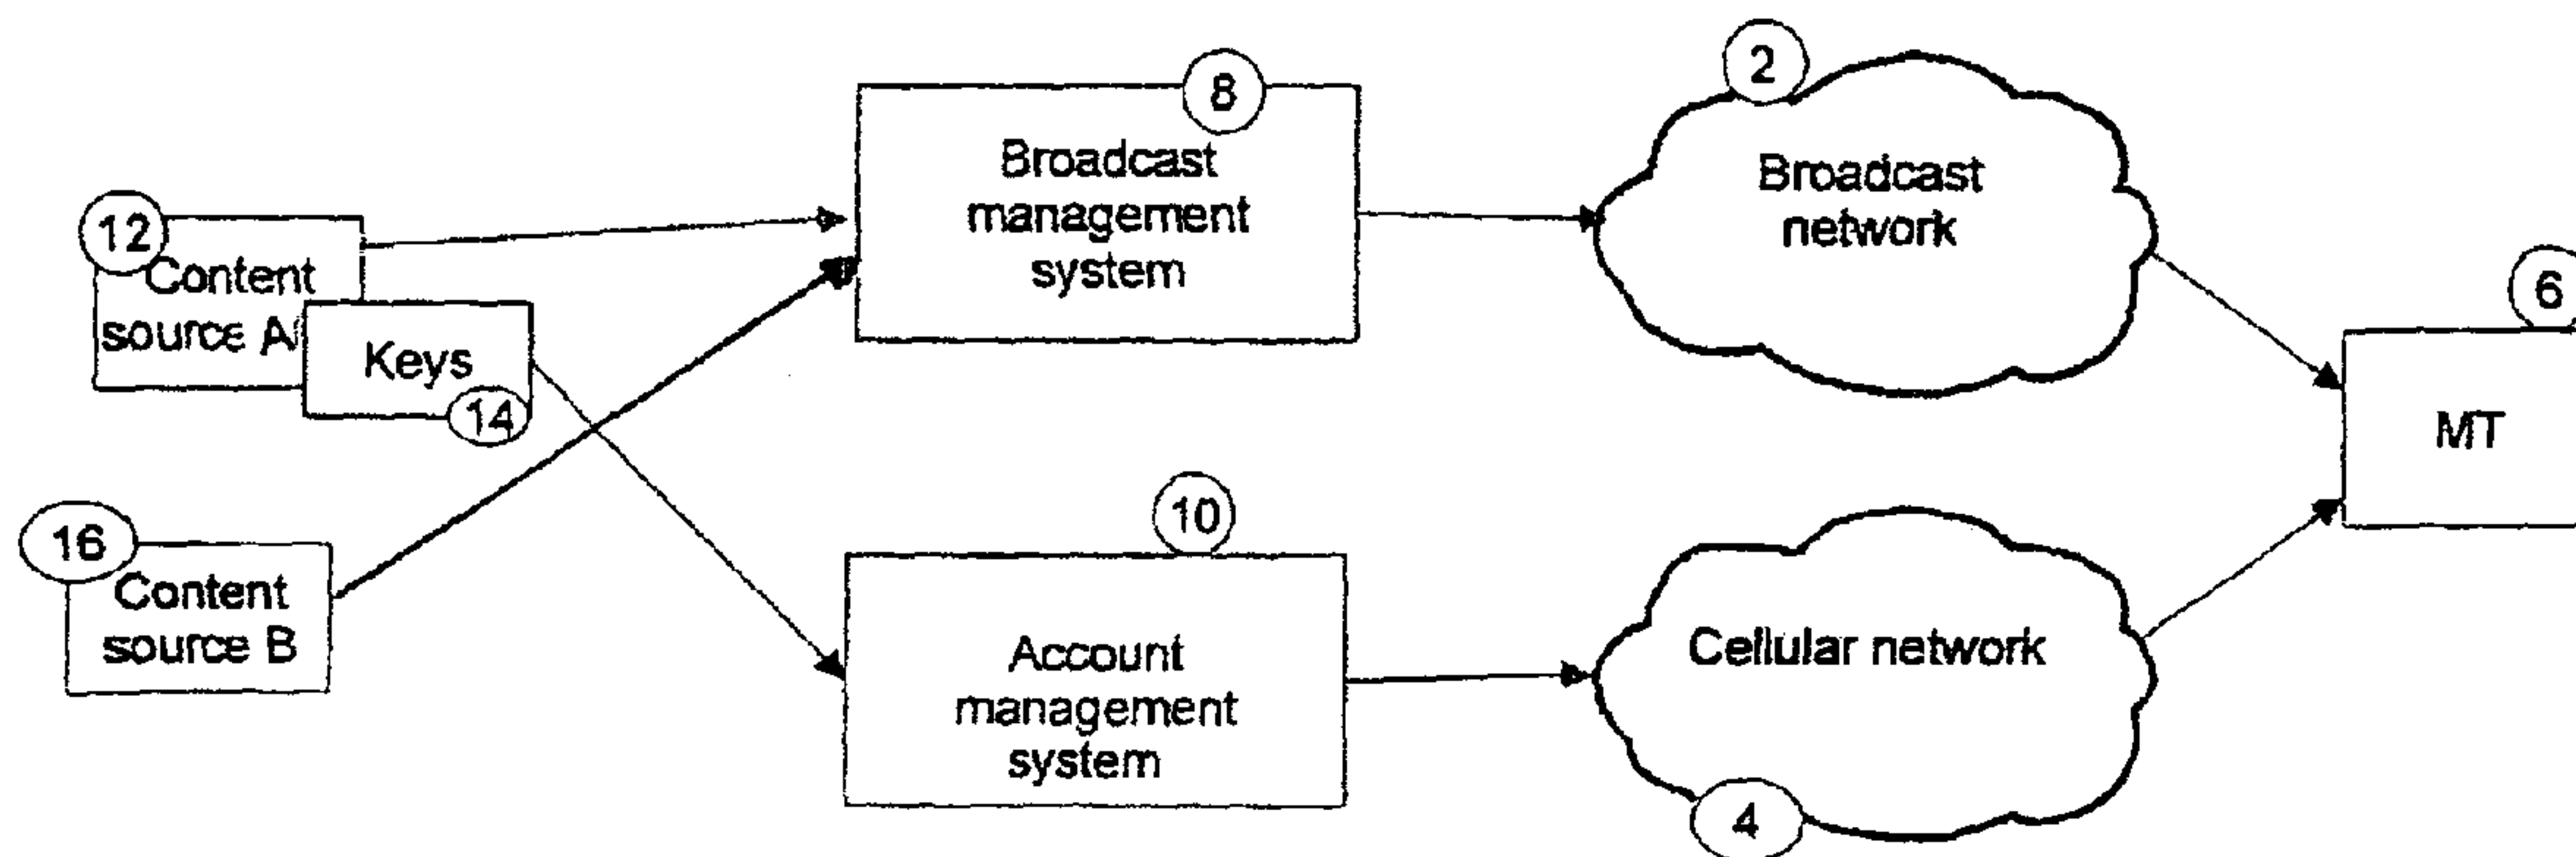 2
8
Broadcast
management
system
Broadcast
network
12
Content
source A
Keys
14
6
MT
16
Content
source B
10
Account
management
system
Cellular network
4